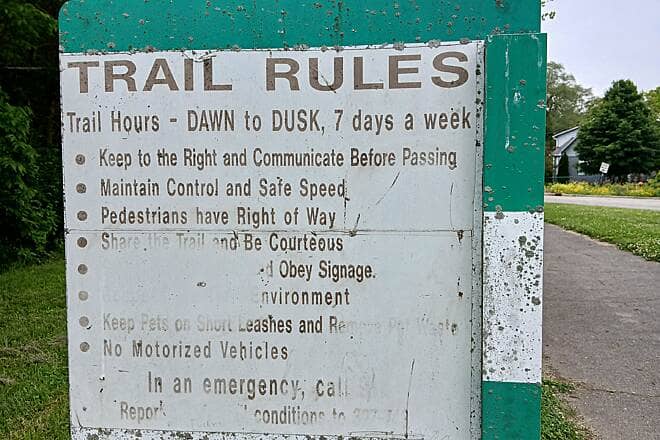 TRAIL RULES
Trail Hours - DAWN to DUSK, 7 days a week
Keep to the Right and Communicate Before Passing
Maintain Control and Safe Speed
Pedestrians have Right of Way
Share the Trail and Be Courteous
Obey Signage.
Environment
Keep Pets on Short Leashes and Remove Pet Waste
No Motorized Vehicles
In an emergency, call
Report conditions to